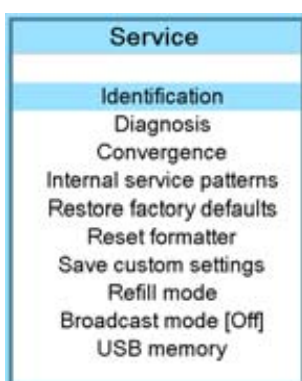 Service
Identification
Diagnosis
Convergence
Internal service patterns
Restore factory defaults
Reset formatter
Save custom settings
Refill mode
Broadcast mode [Off]
USB memory